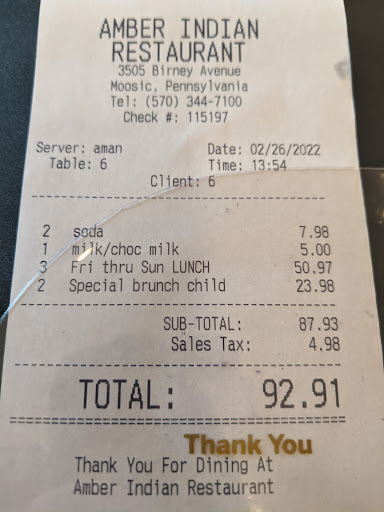 AMBER INDIAN
RESTAURANT
3505 Birney Avenue
Moosic, Pennsylvania
Tel: (570) 344-7100
Check #: 115197
Server: aman Date: 02/26/2022
Table: 6 Time: 13:54
Client: 6
2 soda 7.98
1 milk/choc milk 5.00
3 Fri thru Sun LUNCH 50.97
2 Special brunch child 23.98
SUB-TOTAL: 87.93
Sales Tax: 4.98
TOTAL: 92.91
Thank You
Thank You For Dining At
Amber Indian Restaurant